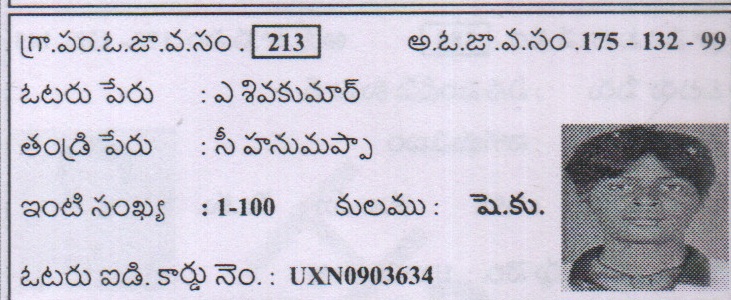 గ్రా.పం.ఓ.జా.వ.సం . 213 అ.ఓ.జా.వ.సం .175 - 132 - 99
ఓటరు పేరు : ఎ శివకుమార్
తండ్రి పేరు : సీ హనుమప్పా
ఇంటి సంఖ్య : 1-100 కులము : షె.కు.
ఓటరు ఐడి. కార్డు నెం. : UXN0903634